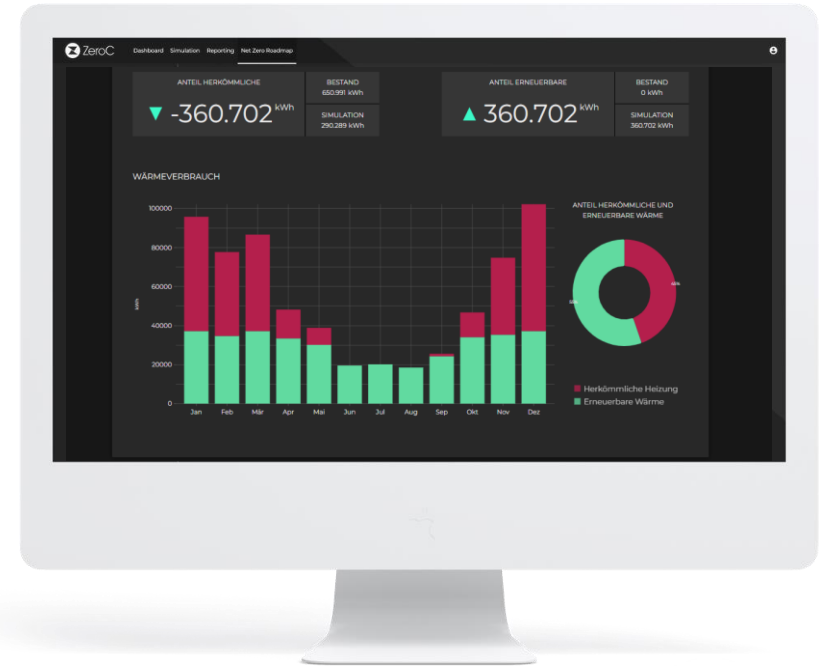 ZeroC
Dashboard Simulation Reporting Net Zero Roadmap
ANTEIL HERKÖMMLICHE
-360.702 kWh
BESTAND
650.991 kWh
SIMULATION
290.289 kWh
ANTEIL ERNEUERBARE
360.702 kWh
BESTAND
0 kWh
SIMULATION
360.702 kWh
WÄRMEVERBRAUCH
100000
80000
60000
40000
20000
0
kWh
Jan Feb Mär Apr Mai Jun Jul Aug Sep Okt Nov Dez
ANTEIL HERKÖMMLICHE UND
ERNEUERBARE WÄRME
Herkömmliche Heizung
Erneuerbare Wärme